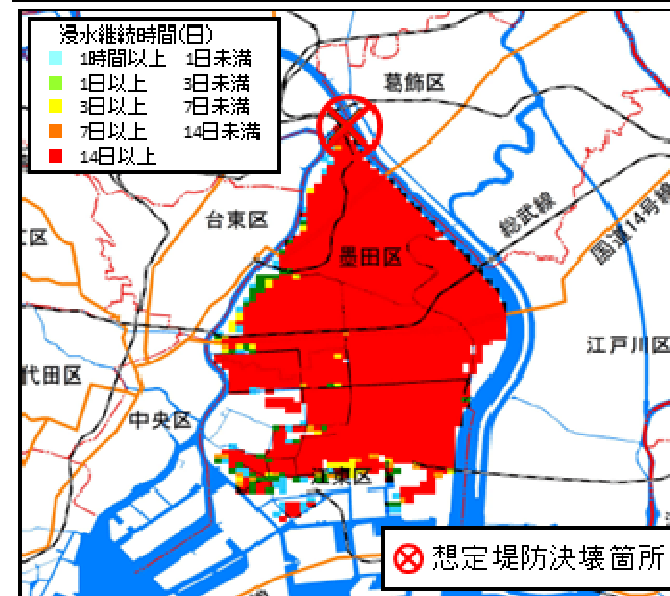 浸水継続時間(日)
1時間以上 1日未満
1日以上 3日未満
3日以上 7日未満
7日以上 14日未満
14日以上
葛飾区
台東区
総武線
国道14号線
墨田区
区
江戸川区
代田区
中央区
江東区
想定堤防決壊箇所